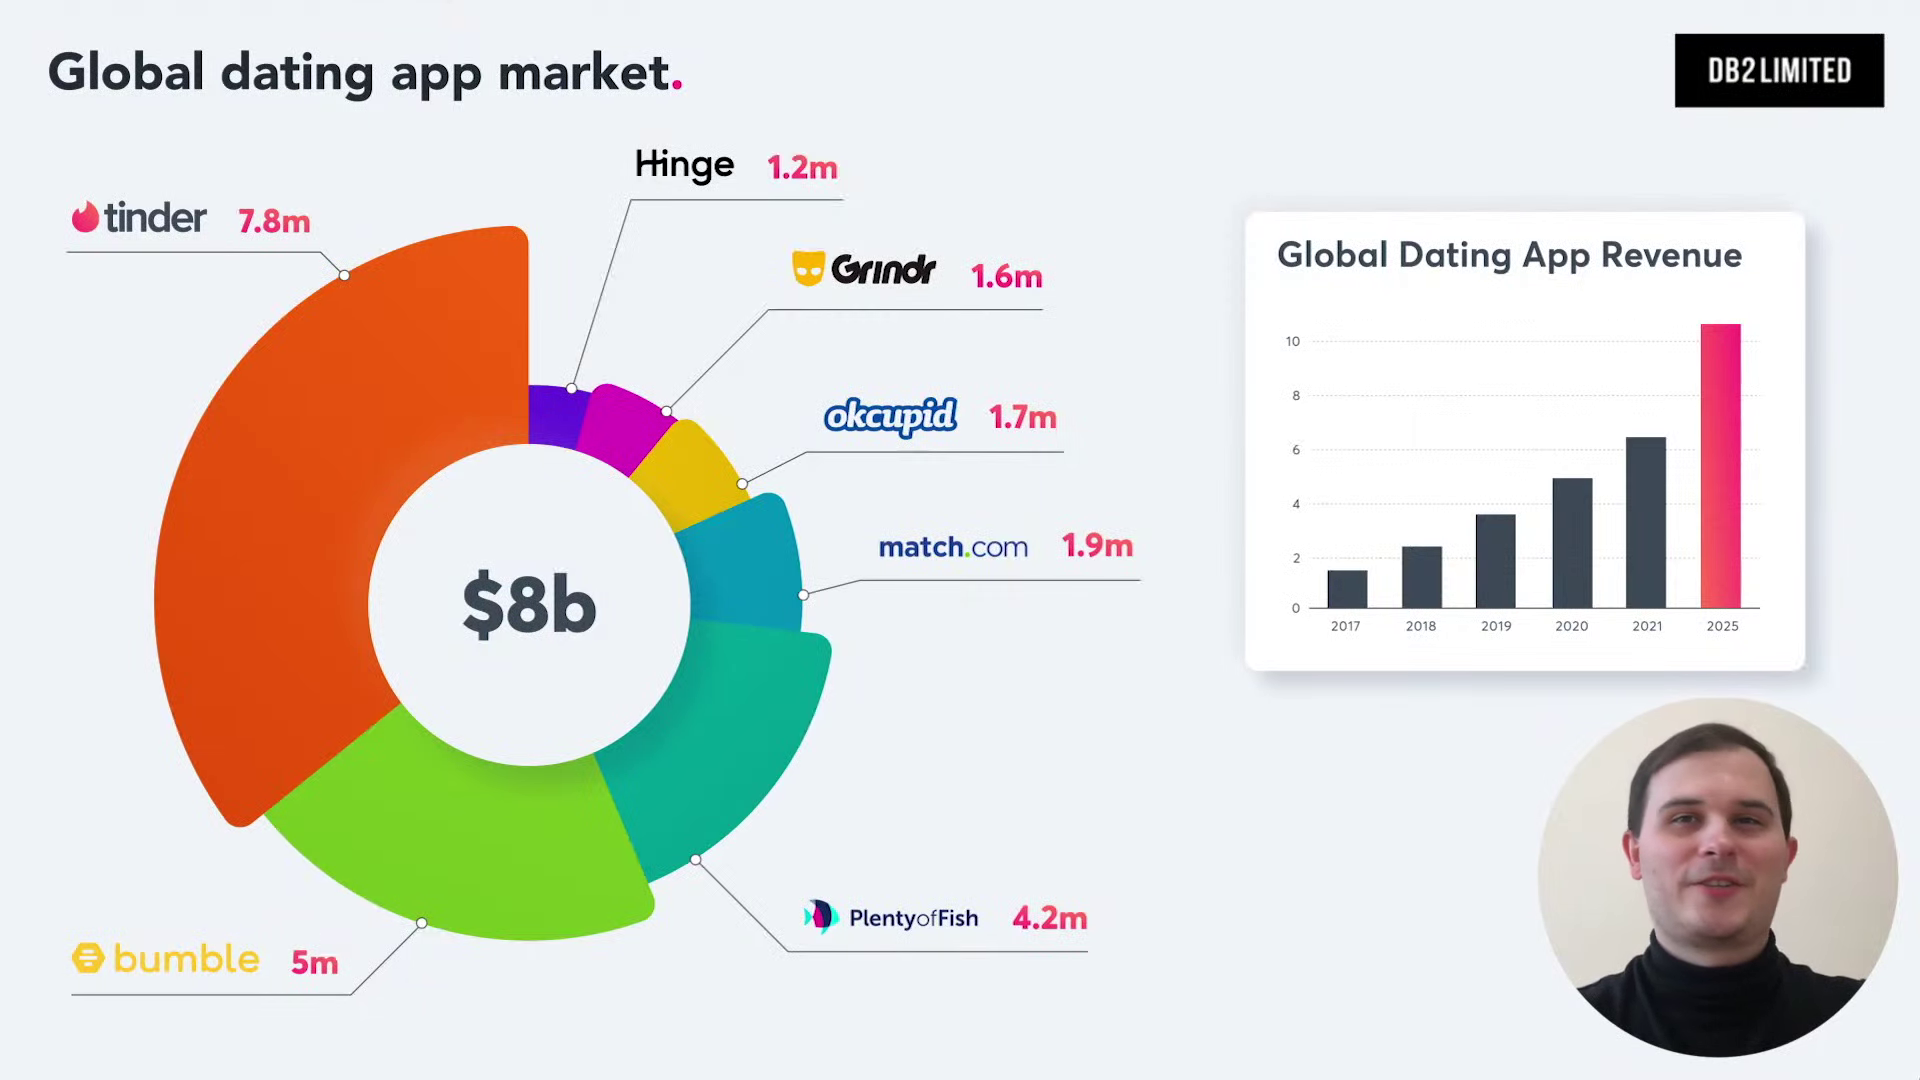 Global dating app market.
DB2 LIMITED
Hinge 1.2m
tinder 7.8m
Grindr 1.6m
okcupid 1.7m
match.com 1.9m
$8b
PlentyofFish 4.2m
bumble 5m
Global Dating App Revenue
10
8
6
4
2
0
2017 2018 2019 2020 2021 2025